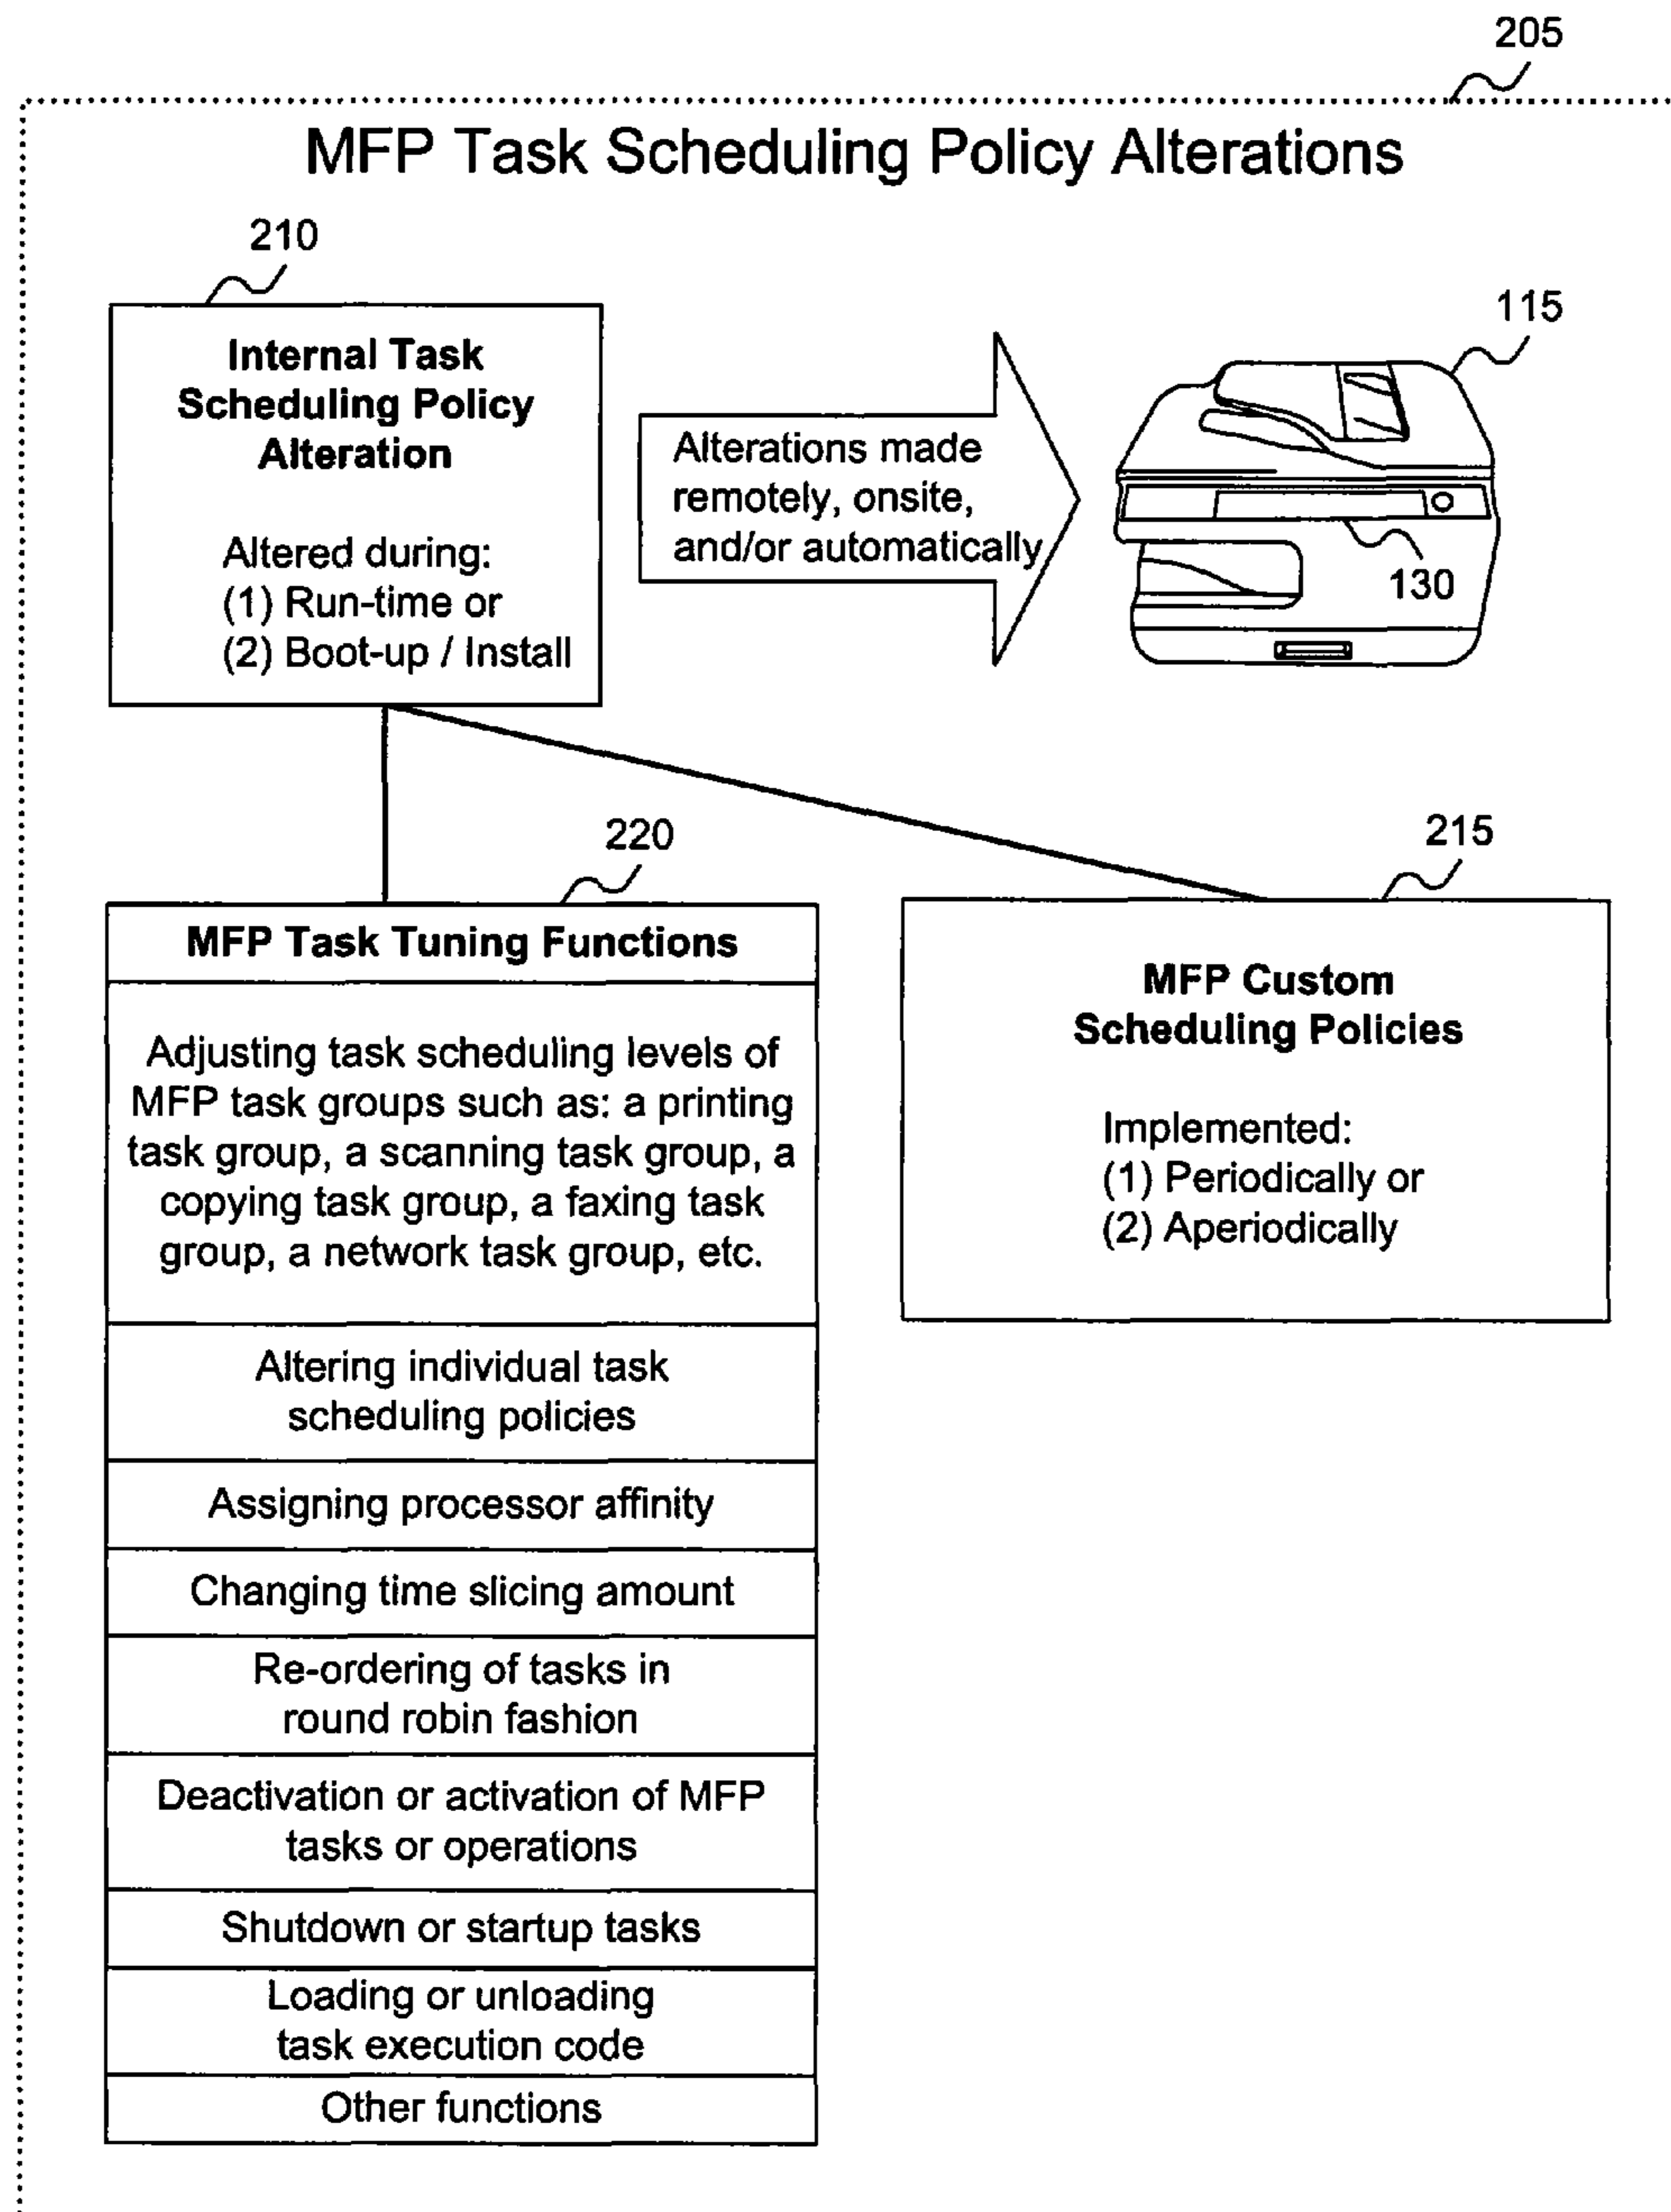 205
MFP Task Scheduling Policy Alterations
210
Internal Task
Scheduling Policy
Alteration
Altered during:
(1) Run-time or
(2) Boot-up / Install
Alterations made
remotely, onsite,
and/or automatically
115
130
220
MFP Task Tuning Functions
Adjusting task scheduling levels of
MFP task groups such as: a printing
task group, a scanning task group, a
copying task group, a faxing task
group, a network task group, etc.
Altering individual task
scheduling policies
Assigning processor affinity
Changing time slicing amount
Re-ordering of tasks in
round robin fashion
Deactivation or activation of MFP
tasks or operations
Shutdown or startup tasks
Loading or unloading
task execution code
Other functions
215
MFP Custom
Scheduling Policies
Implemented:
(1) Periodically or
(2) Aperiodically